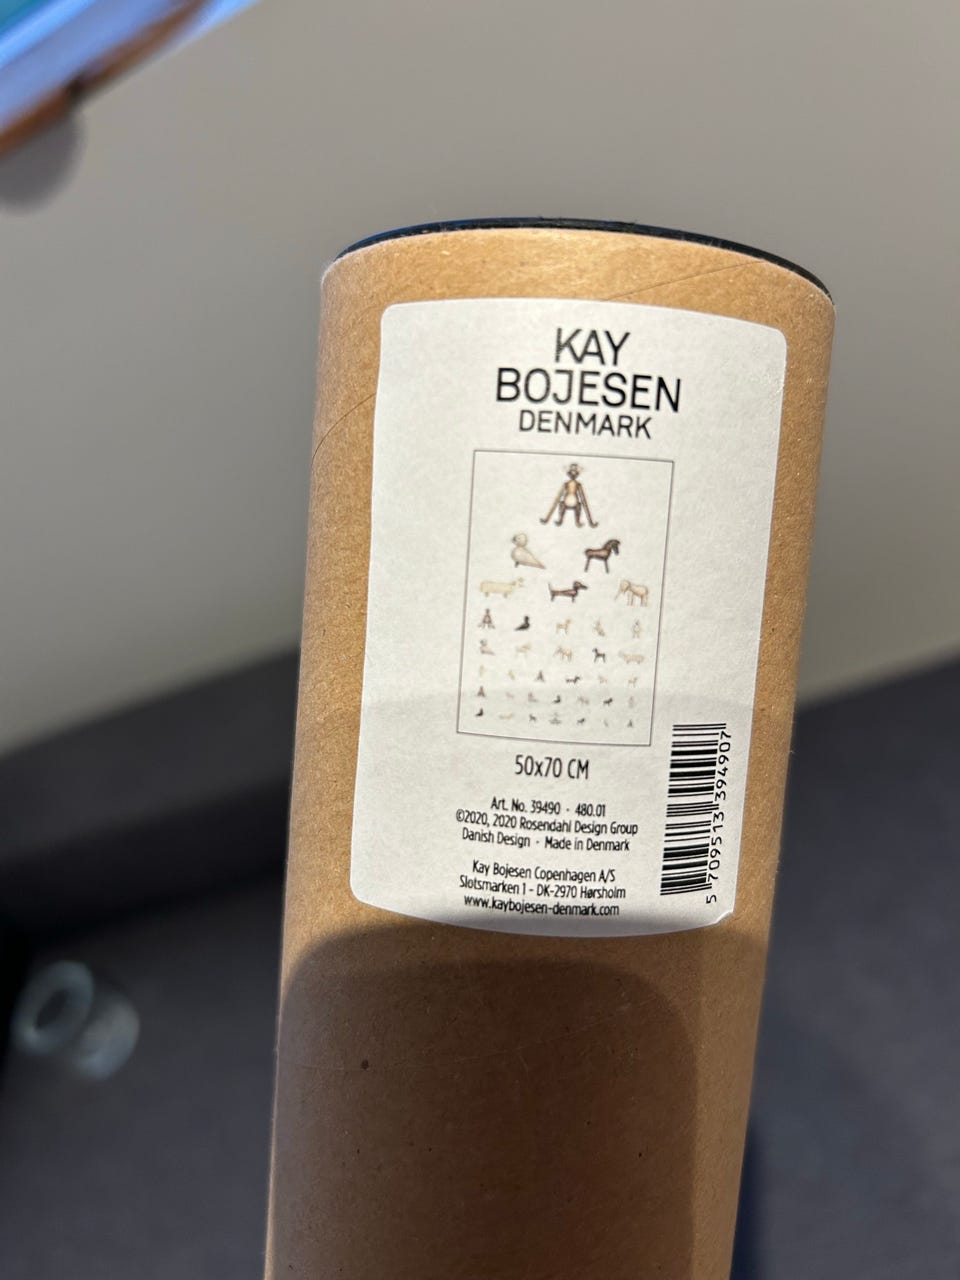 KAY
BOJESEN
DENMARK
50x70 CM
Art. No. 39490 - 480.01
©2020, 2020 Rosendahl Design Group
Danish Design · Made in Denmark
Kay Bojesen Copenhagen A/S
Slotsmarken 1 - DK-2970 Hørsholm
www.kaybojesen-denmark.com
5 709513 394907